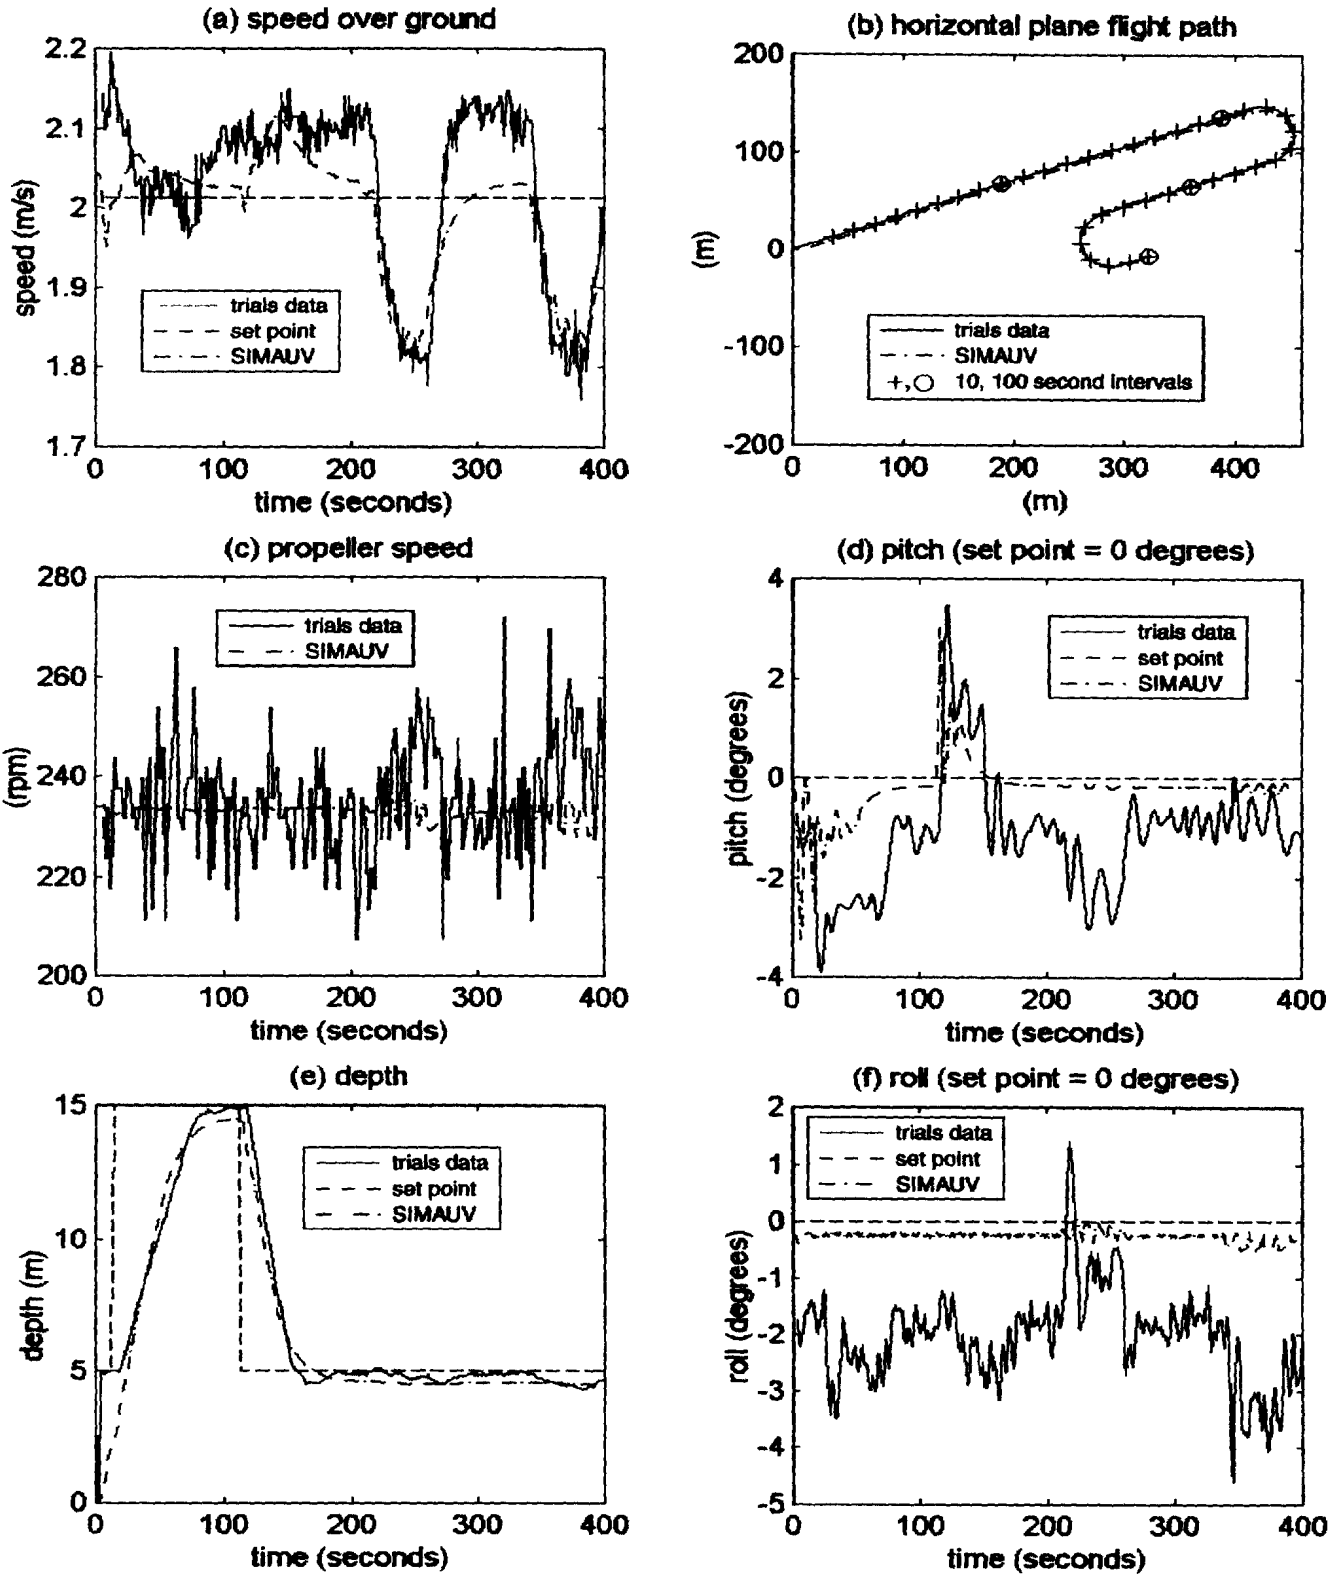 (a) speed over ground
2.2
2.1
2
1.9
1.8
1.7
speed (m/s)
trials data
set point
SIMAUV
0 100 200 300 400
time (seconds)
(b) horizontal plane flight path
200
100
0
-100
-200
(m)
trials data
SIMAUV
+,○ 10, 100 second intervals
0 100 200 300 400
(m)
(c) propeller speed
280
260
240
220
200
(rpm)
trials data
SIMAUV
0 100 200 300 400
time (seconds)
(d) pitch (set point = 0 degrees)
4
2
0
-2
-4
pitch (degrees)
trials data
set point
SIMAUV
0 100 200 300 400
time (seconds)
(e) depth
15
10
5
0
depth (m)
trials data
set point
SIMAUV
0 100 200 300 400
time (seconds)
(f) roll (set point = 0 degrees)
2
1
0
-1
-2
-3
-4
-5
roll (degrees)
trials data
set point
SIMAUV
0 100 200 300 400
time (seconds)